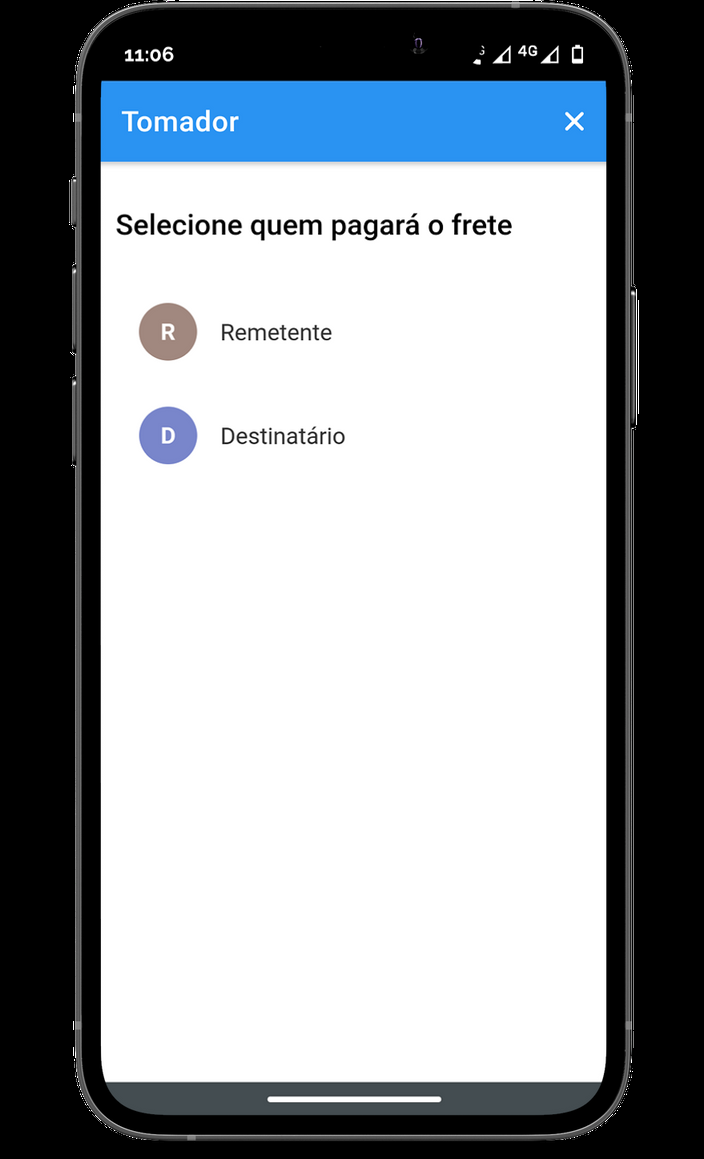 11:06
4G
Tomador
Selecione quem pagará o frete
R
Remetente
D
Destinatário